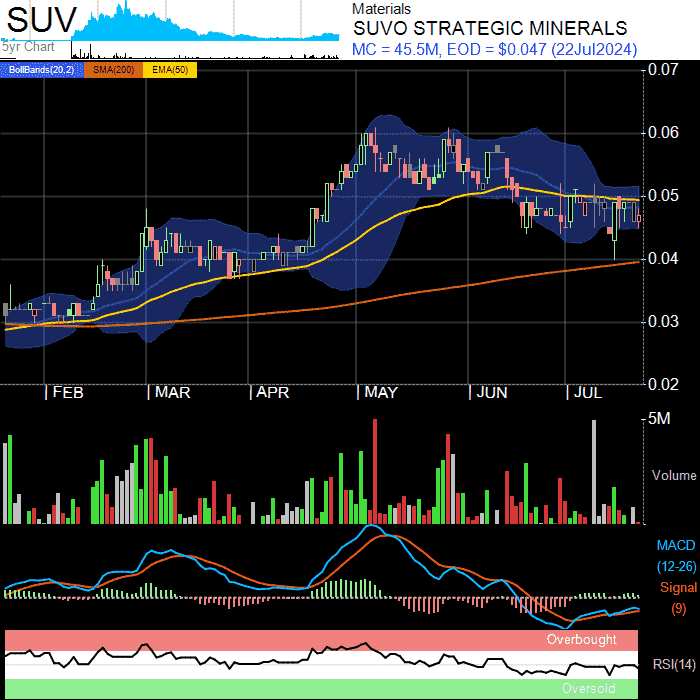 SUV
5yr Chart
Materials
SUVO STRATEGIC MINERALS
MC = 45.5M, EOD = $0.047 (22Jul2024)
BollBands(20,2) SMA(200) EMA(50)
0.07
0.06
0.05
0.04
0.03
0.02
FEB MAR APR MAY JUN JUL
5M
Volume
MACD
(12-26)
Signal
(9)
Overbought
RSI(14)
Oversold